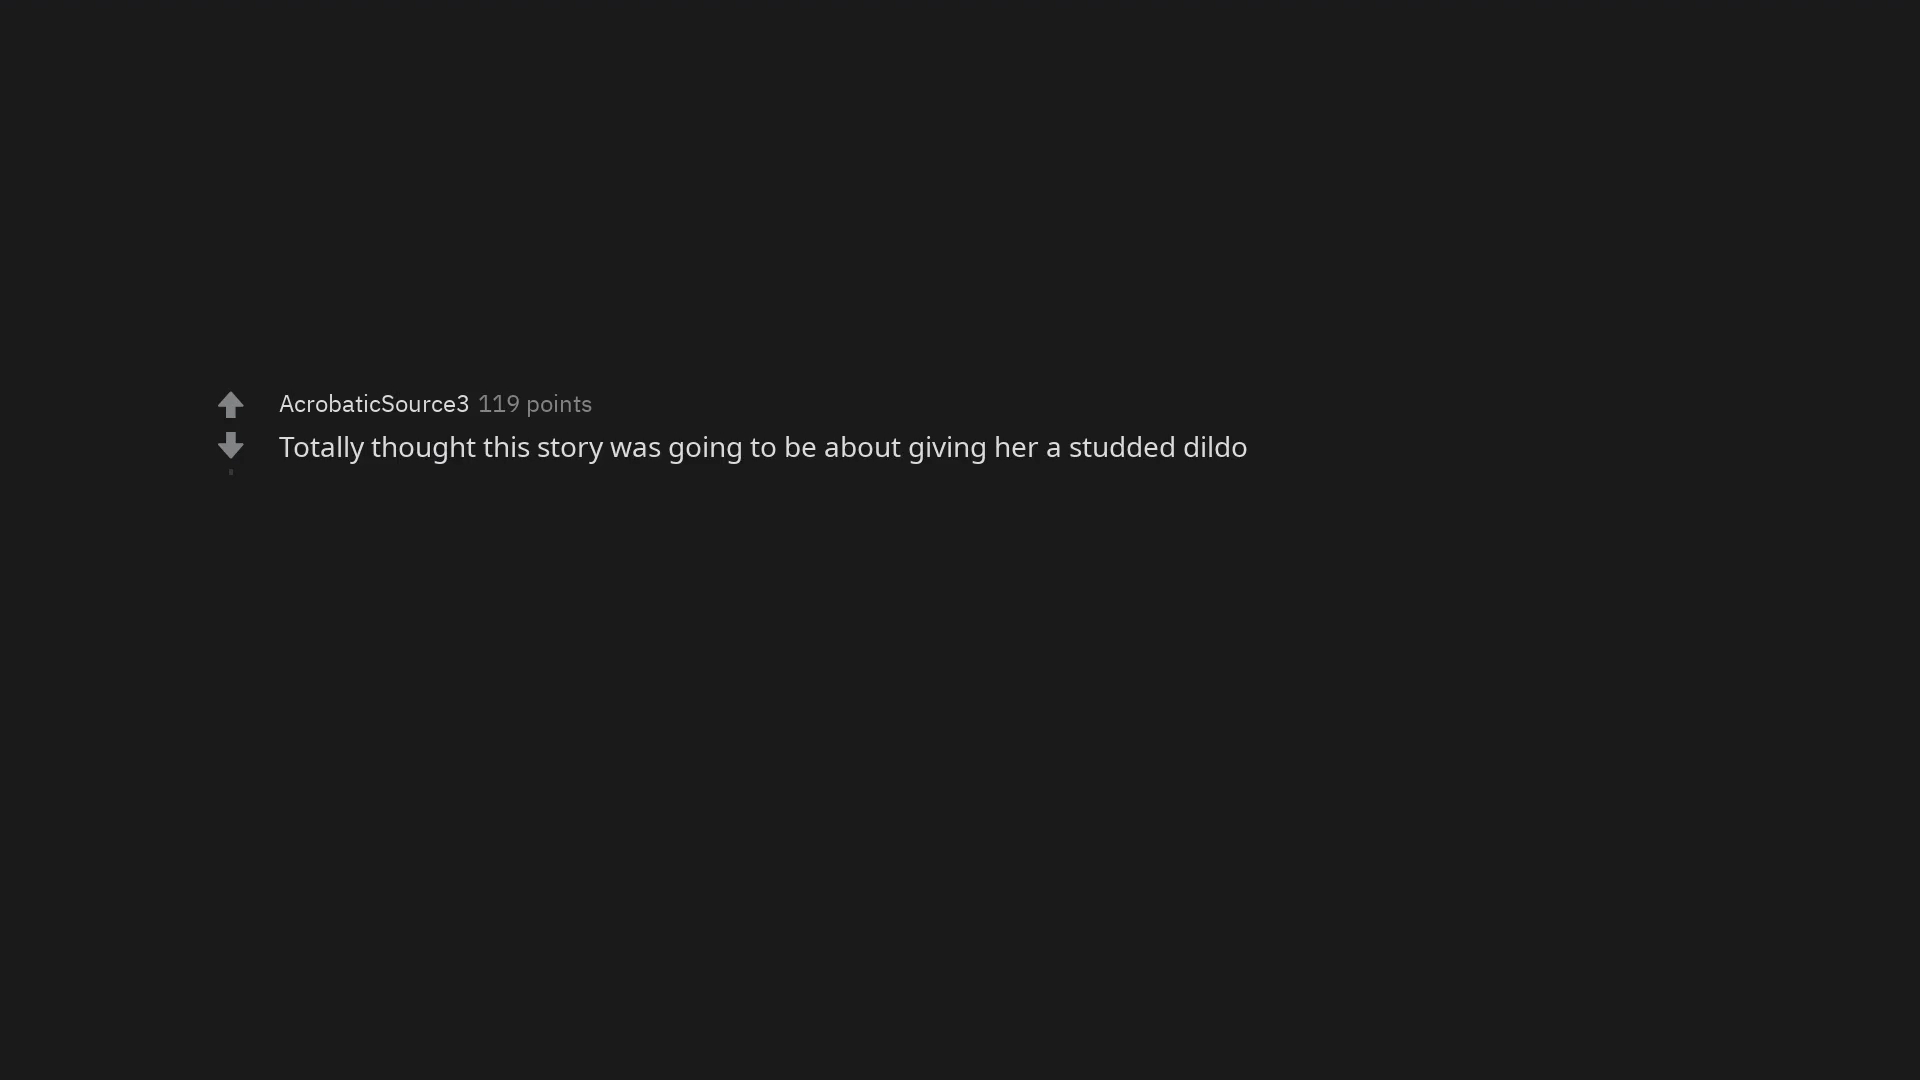 AcrobaticSource3 119 points
Totally thought this story was going to be about giving her a studded dildo